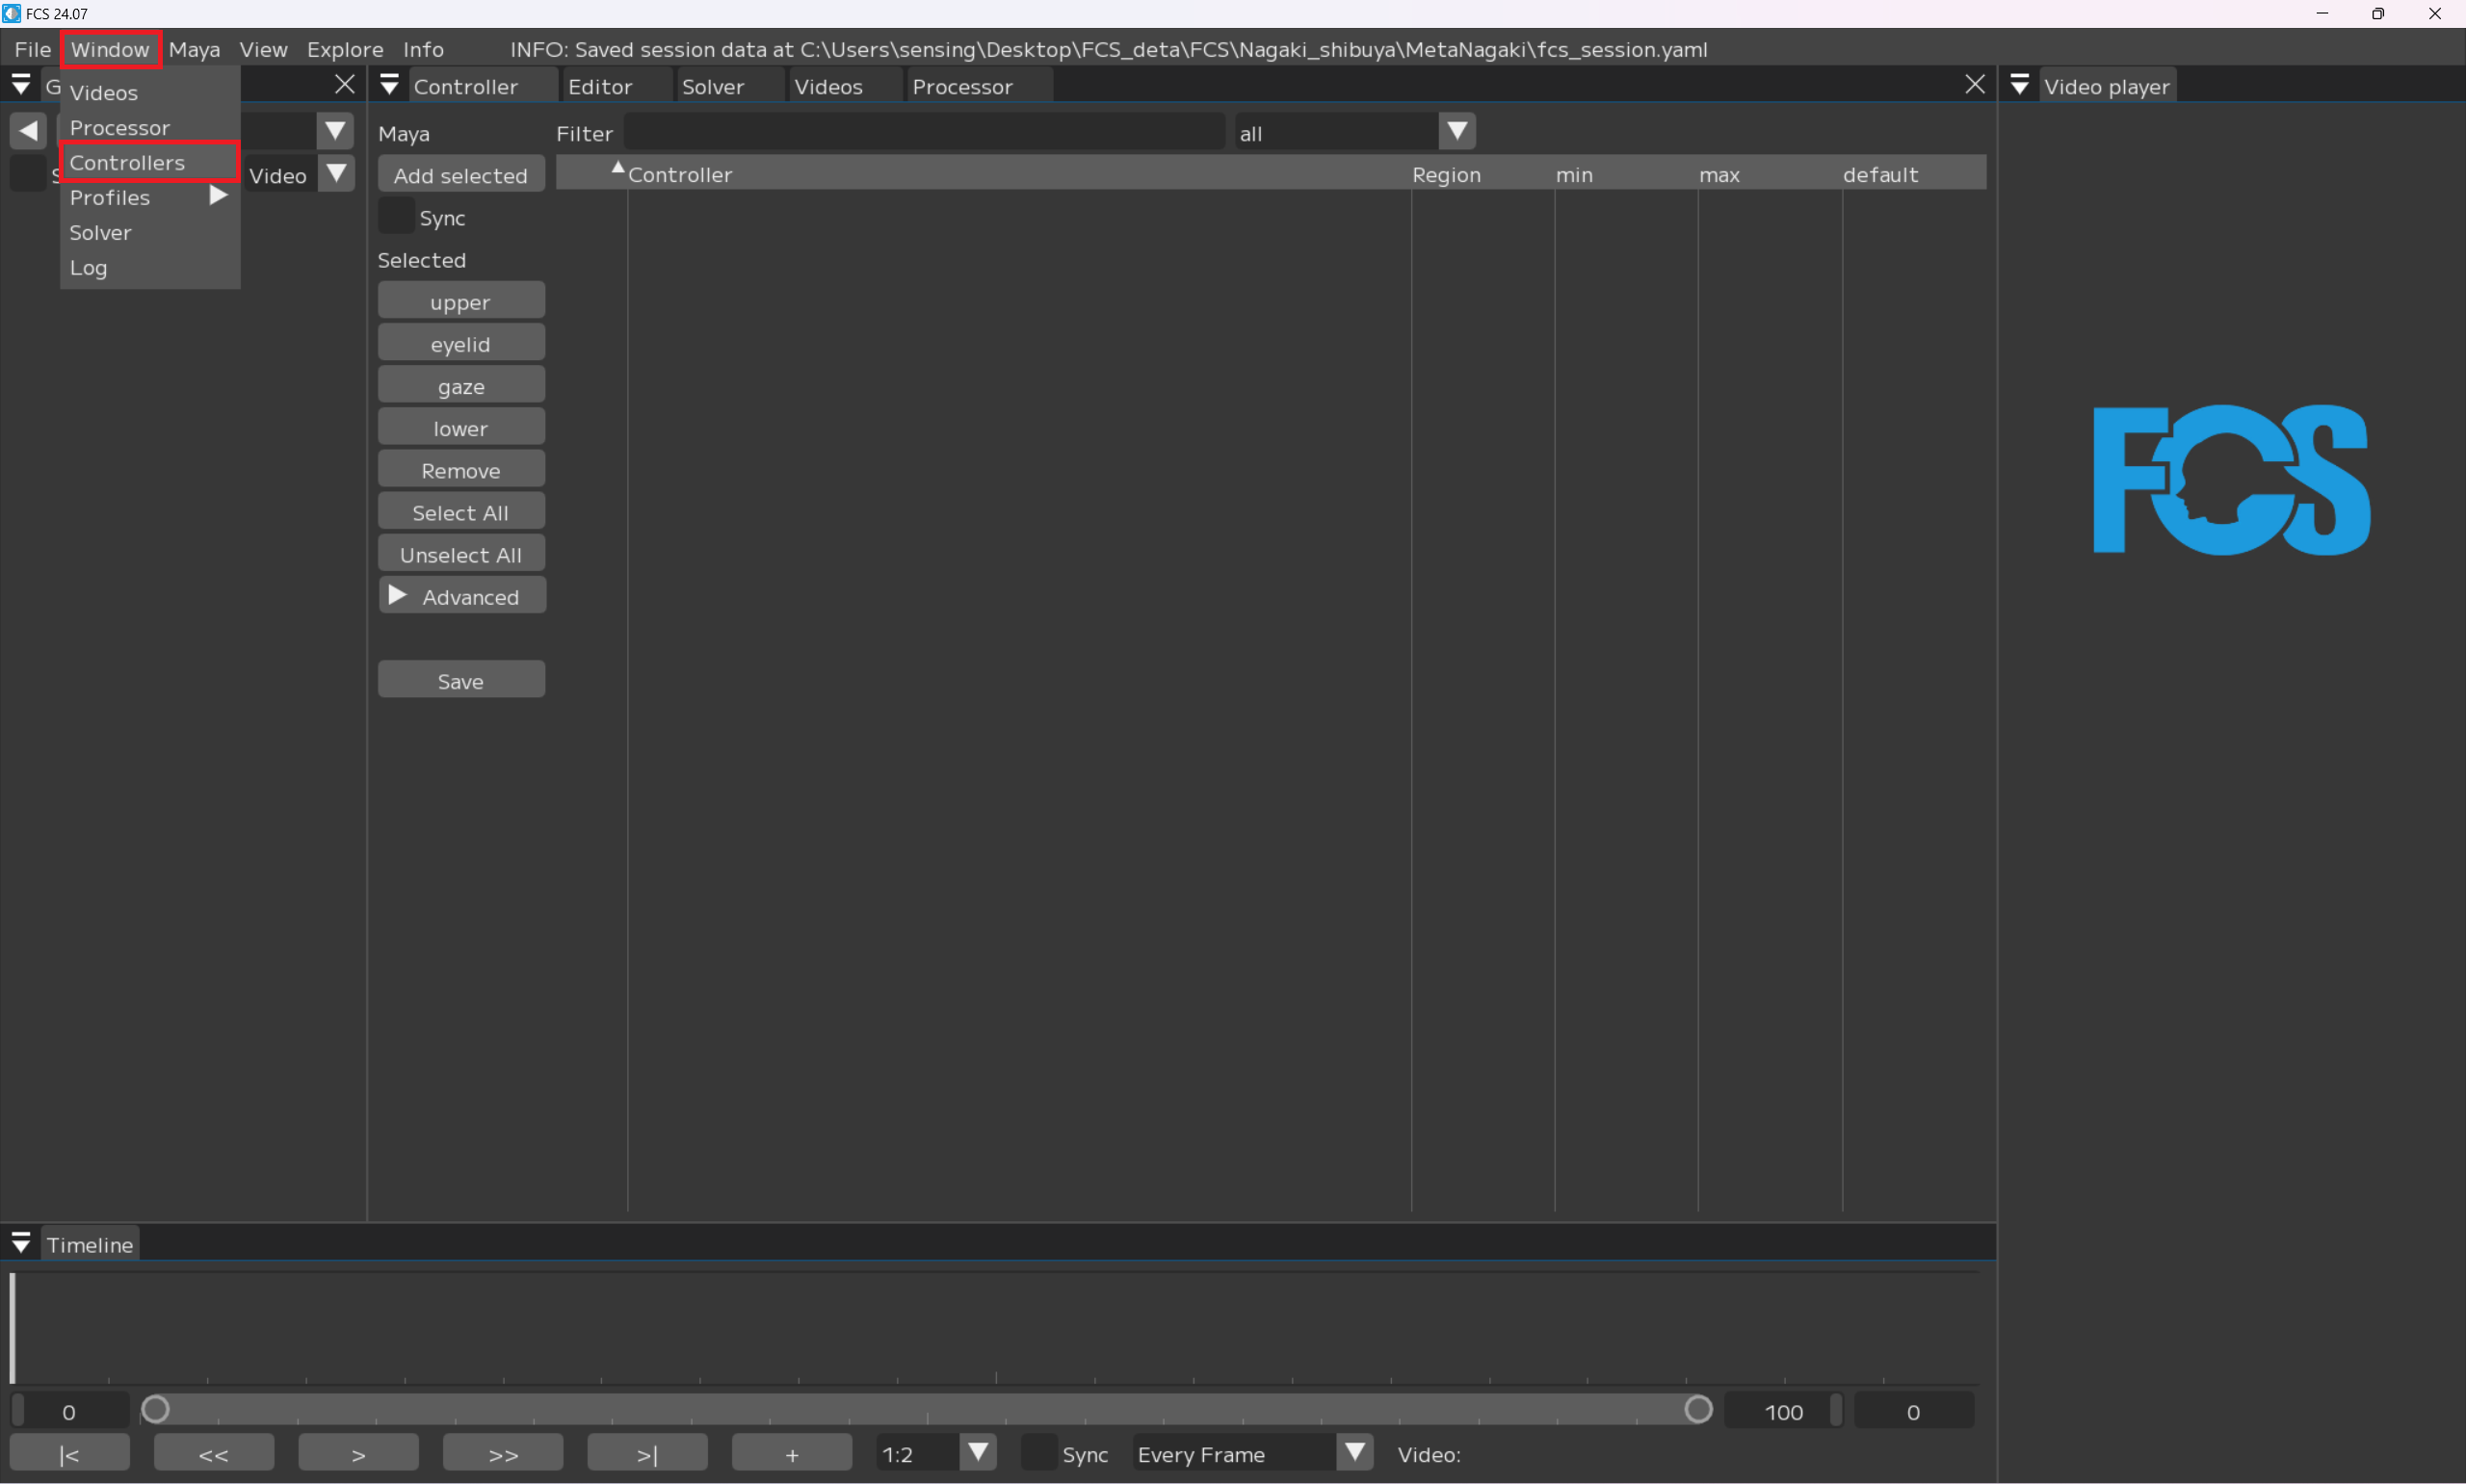 FCS 24.07
File Window Maya View Explore Info INFO: Saved session data at C:\Users\sensing\Desktop\FCS_deta\FCS\Nagaki_shibuya\MetaNagaki\fcs_session.yaml
Videos
Processor
Controllers
Profiles
Solver
Log
Video
Controller Editor Solver Videos Processor
Maya Filter all
Add selected
Controller Region min max default
Sync
Selected
upper
eyelid
gaze
lower
Remove
Select All
Unselect All
Advanced
Save
Video player
FCS
Timeline
0 100 0
|< << > >> >| + 1:2 Sync Every Frame Video: